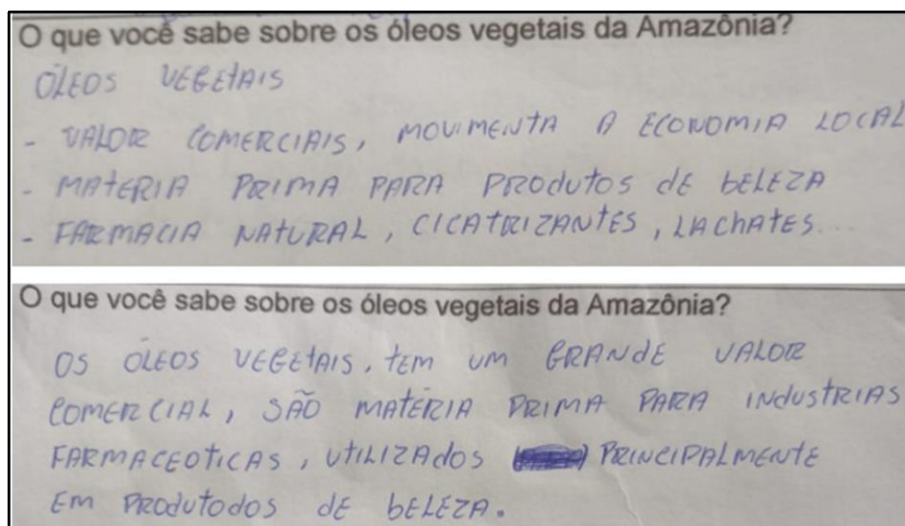 O que você sabe sobre os óleos vegetais da Amazônia?
ÓLEOS VEGETAIS
- VALOR COMERCIAIS, MOVIMENTA A ECONOMIA LOCAL
- MATERIA PRIMA PARA PRODUTOS DE BELEZA
- FARMACIA NATURAL, CICATRIZANTES, LACHATES...
O que você sabe sobre os óleos vegetais da Amazônia?
OS ÓLEOS VEGETAIS, TEM UM GRANDE VALOR
COMERCIAL, SÃO MATÉRIA PRIMA PARA INDUSTRIAS
FARMACEOTICAS, UTILIZADOS PRINCIPALMENTE
EM PRODUTODOS DE BELEZA.